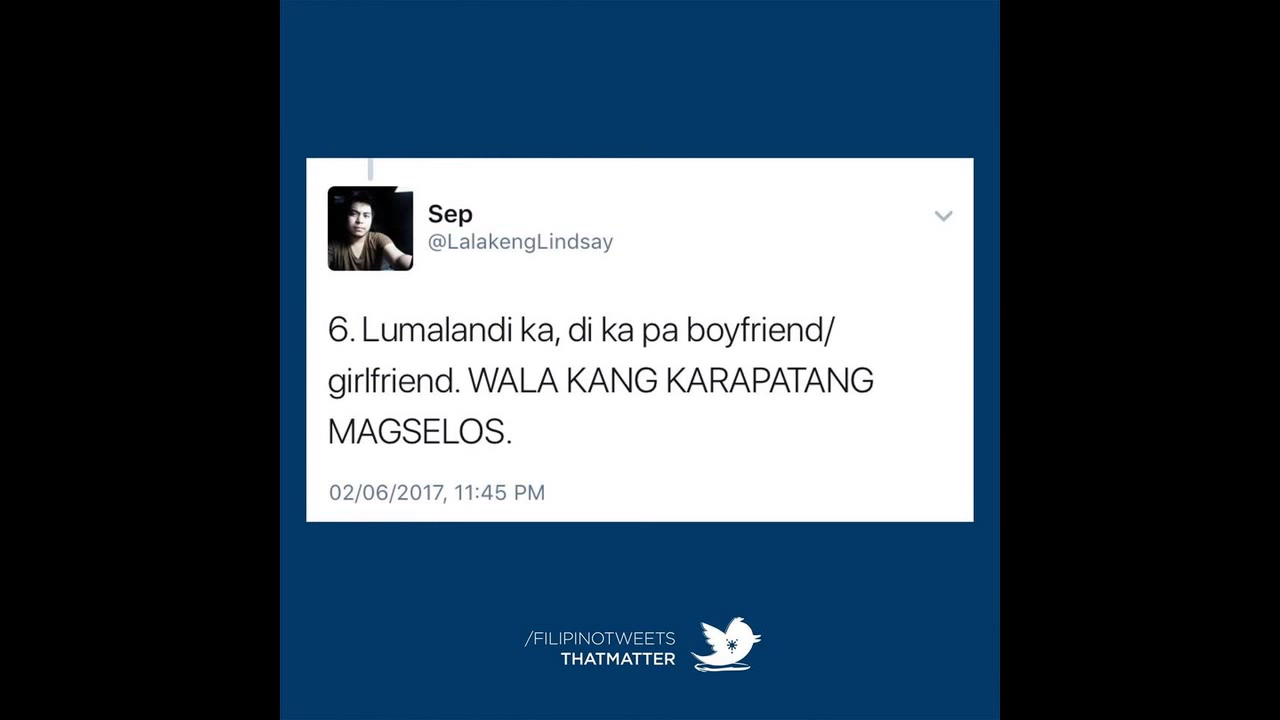 Sep
@LalakengLindsay
6. Lumalandi ka, di ka pa boyfriend/
girlfriend. WALA KANG KARAPATANG
MAGSELOS.
02/06/2017, 11:45 PM
/FILIPINOTWEETS
THATMATTER